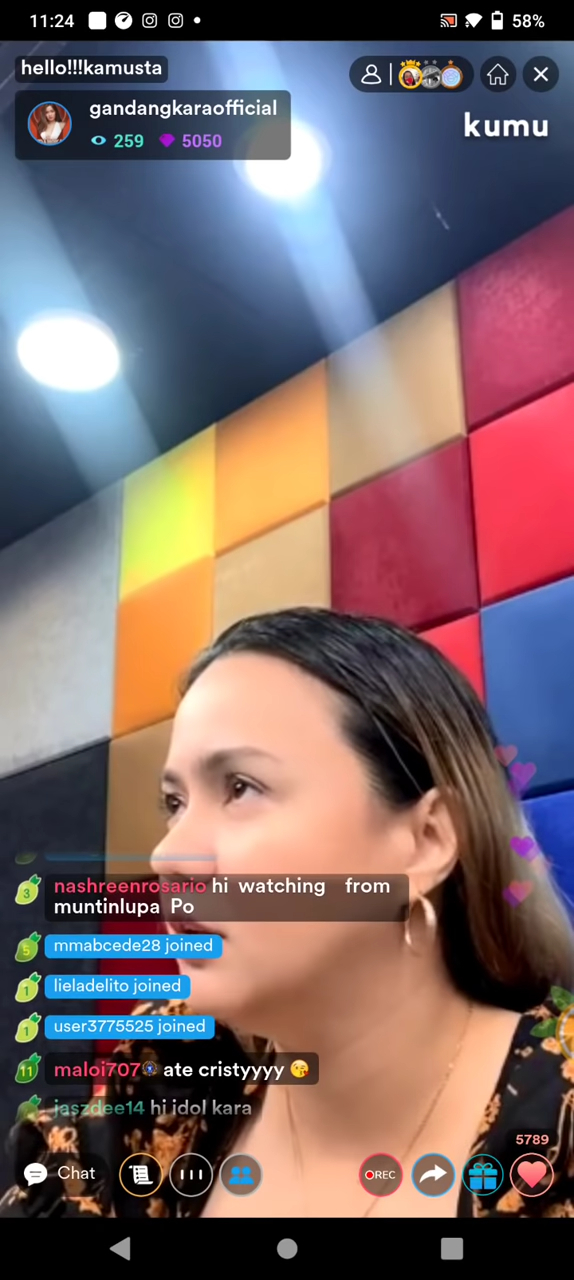 11:24
58%
hello!!!kamusta
gandangkaraofficial
259 5050
kumu
3 nashreenrosario hi watching from
muntinlupa Po
5 mmabcede28 joined
1 lieladelito joined
1 user3775525 joined
11 maloi707 ate cristyyyy 😘
jaszdee14 hi idol kara
5789
Chat
REC